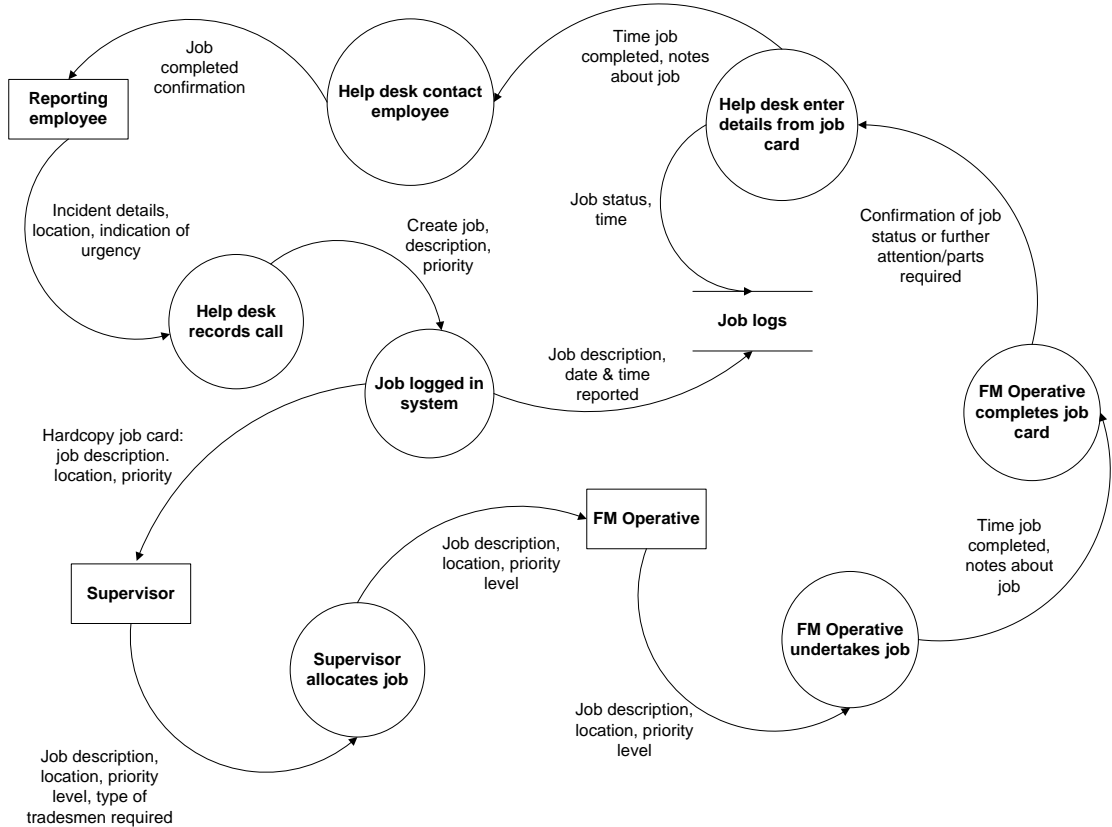 Job
completed
confirmation
Time job
completed, notes
about job
Reporting
employee
Help desk contact
employee
Help desk enter
details from job
card
Incident details,
location, indication of
urgency
Create job,
description,
priority
Job status,
time
Confirmation of job
status or further
attention/parts
required
Help desk
records call
Job logs
Job logged in
system
Job description,
date & time
reported
FM Operative
completes job
card
Hardcopy job card:
job description.
location, priority
FM Operative
Job description,
location, priority
level
Time job
completed,
notes about
job
Supervisor
Supervisor
allocates job
FM Operative
undertakes job
Job description,
location, priority
level
Job description,
location, priority
level, type of
tradesmen required